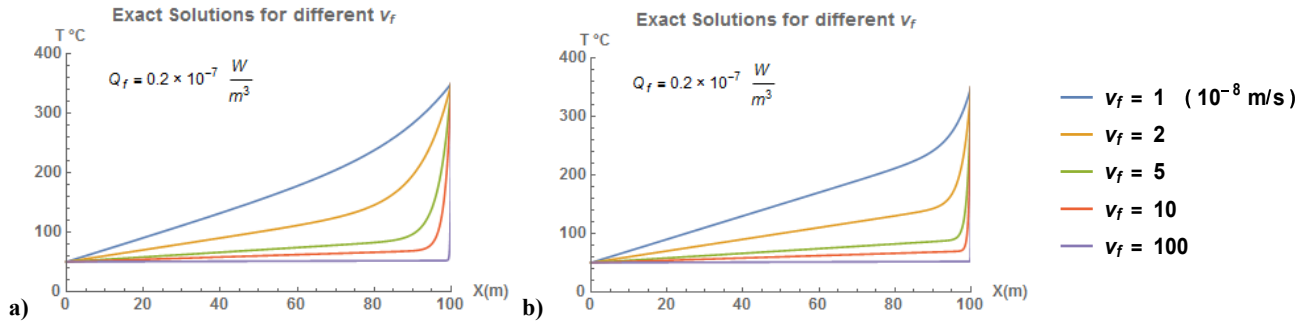 Exact Solutions for different v_f
T °C
400
300
200
100
0
Q_f = 0.2 × 10⁻⁷ W/m³
0 20 40 60 80 100 X(m)
a)
Exact Solutions for different v_f
T °C
400
300
200
100
0
Q_f = 0.2 × 10⁻⁷ W/m³
0 20 40 60 80 100 X(m)
b)
v_f = 1 (10⁻⁸ m/s)
v_f = 2
v_f = 5
v_f = 10
v_f = 100